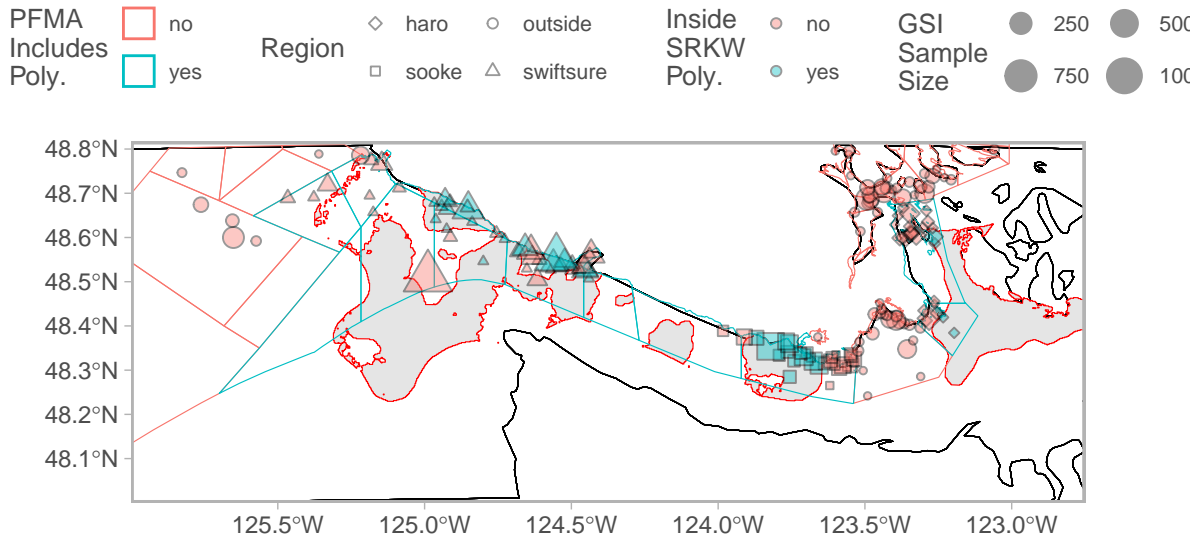 PFMA
Includes
Poly.
no
yes
Region
haro
outside
sooke
swiftsure
Inside
SRKW
Poly.
no
yes
GSI
Sample
Size
250
500
750
48.8°N
48.7°N
48.6°N
48.5°N
48.4°N
48.3°N
48.2°N
48.1°N
125.5°W
125.0°W
124.5°W
124.0°W
123.5°W
123.0°W